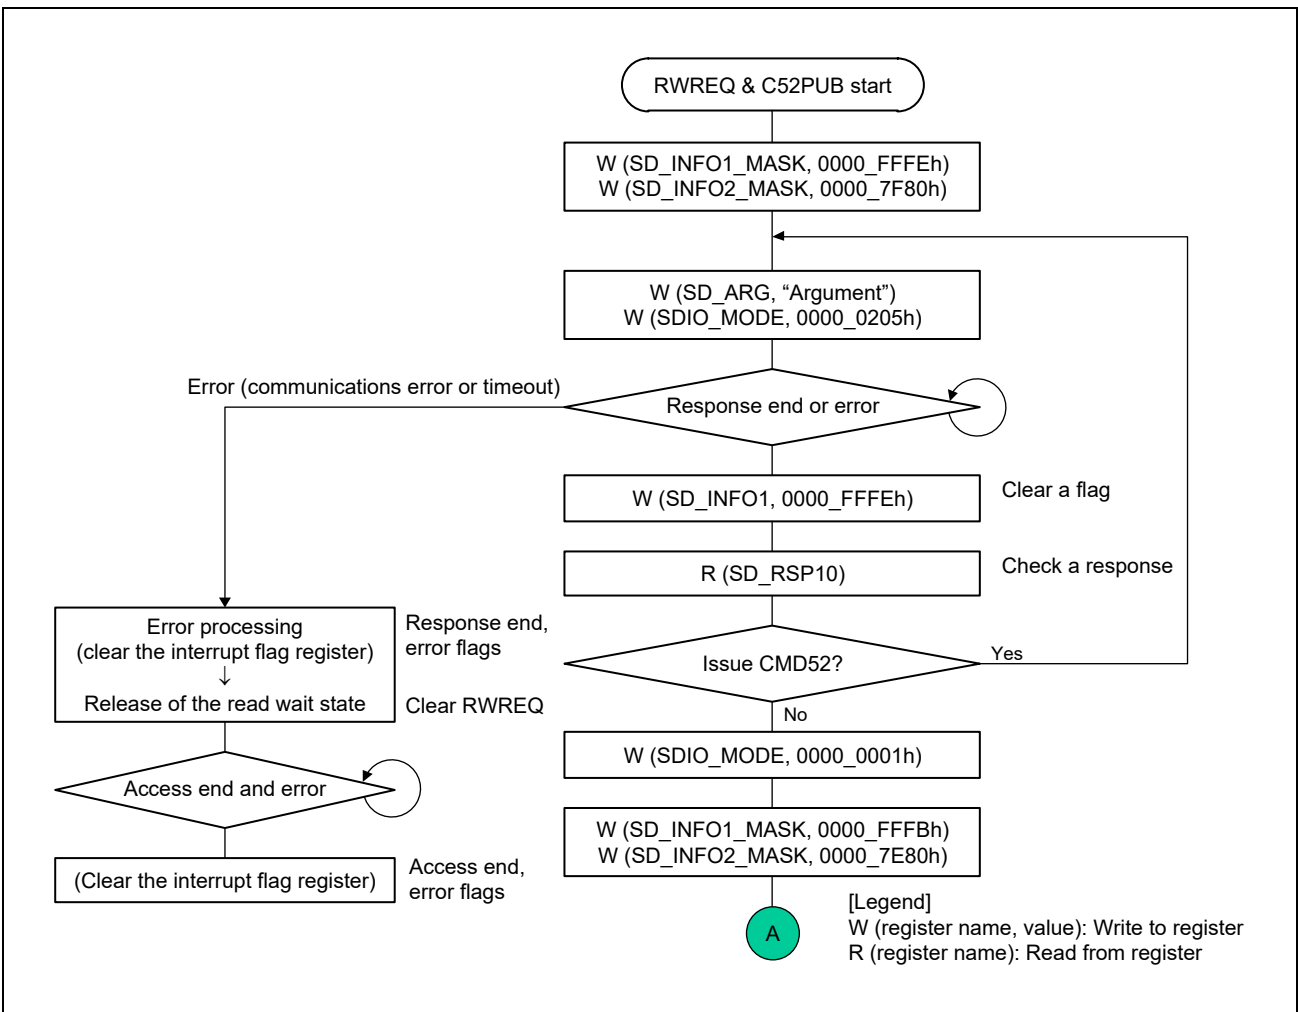 RWREQ & C52PUB start
W (SD_INFO1_MASK, 0000_FFFEh)
W (SD_INFO2_MASK, 0000_7F80h)
W (SD_ARG, “Argument”)
W (SDIO_MODE, 0000_0205h)
Error (communications error or timeout)
Response end or error
W (SD_INFO1, 0000_FFFEh)
Clear a flag
R (SD_RSP10)
Check a response
Error processing
(clear the interrupt flag register)
↓
Release of the read wait state
Response end,
error flags
Clear RWREQ
Issue CMD52?
Yes
No
W (SDIO_MODE, 0000_0001h)
Access end and error
W (SD_INFO1_MASK, 0000_FFFBh)
W (SD_INFO2_MASK, 0000_7E80h)
(Clear the interrupt flag register)
Access end,
error flags
A
[Legend]
W (register name, value): Write to register
R (register name): Read from register